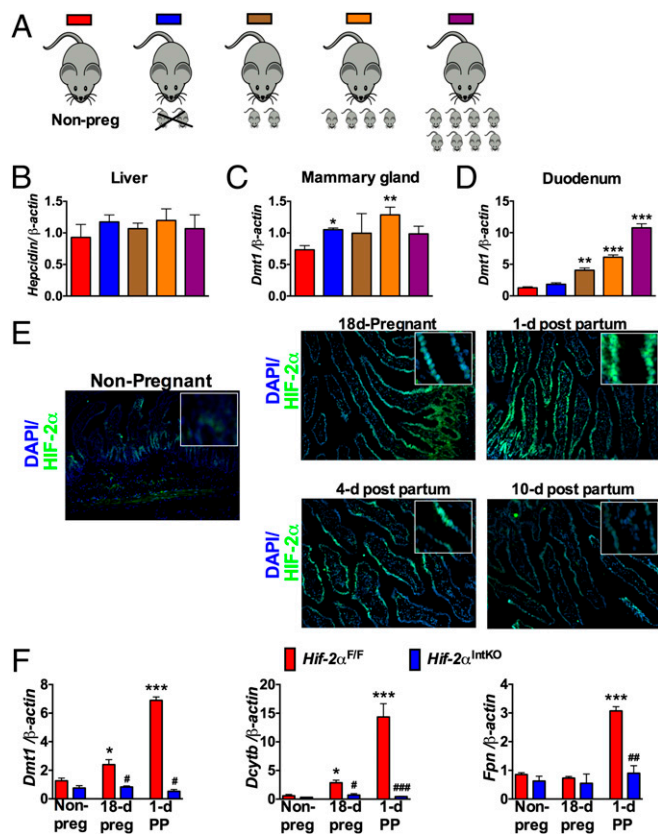 A
Non-preg
B
Liver
Hepcidin/ β-actin
1.5
1.0
0.5
0.0
C
Mammary gland
Dmt1 /β-actin
1.5
1.0
0.5
0.0
*
**
D
Duodenum
Dmt1 /β-actin
15
10
5
0
**
***
***
E
Non-Pregnant
DAPI/
HIF-2α
18d-Pregnant
1-d post partum
DAPI/
HIF-2α
4-d post partum
10-d post partum
DAPI/
HIF-2α
F
Hif-2αF/F
Hif-2αIntKO
Dmt1 /β-actin
8
6
4
2
0
*
#
***
#
Non-
preg
18-d
preg
1-d
PP
Dcytb /β-actin
20
15
10
5
0
*
#
***
###
Non-
preg
18-d
preg
1-d
PP
Fpn /β-actin
4
3
2
1
0
***
##
Non-
preg
18-d
preg
1-d
PP